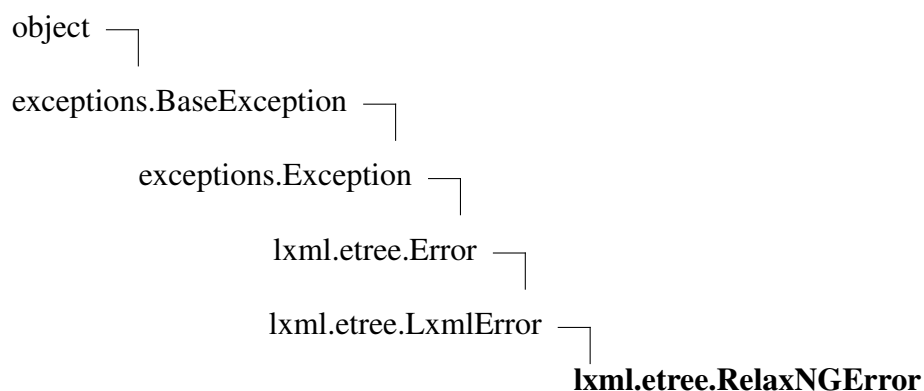 object
exceptions.BaseException
exceptions.Exception
lxml.etree.Error
lxml.etree.LxmlError
lxml.etree.RelaxNGError